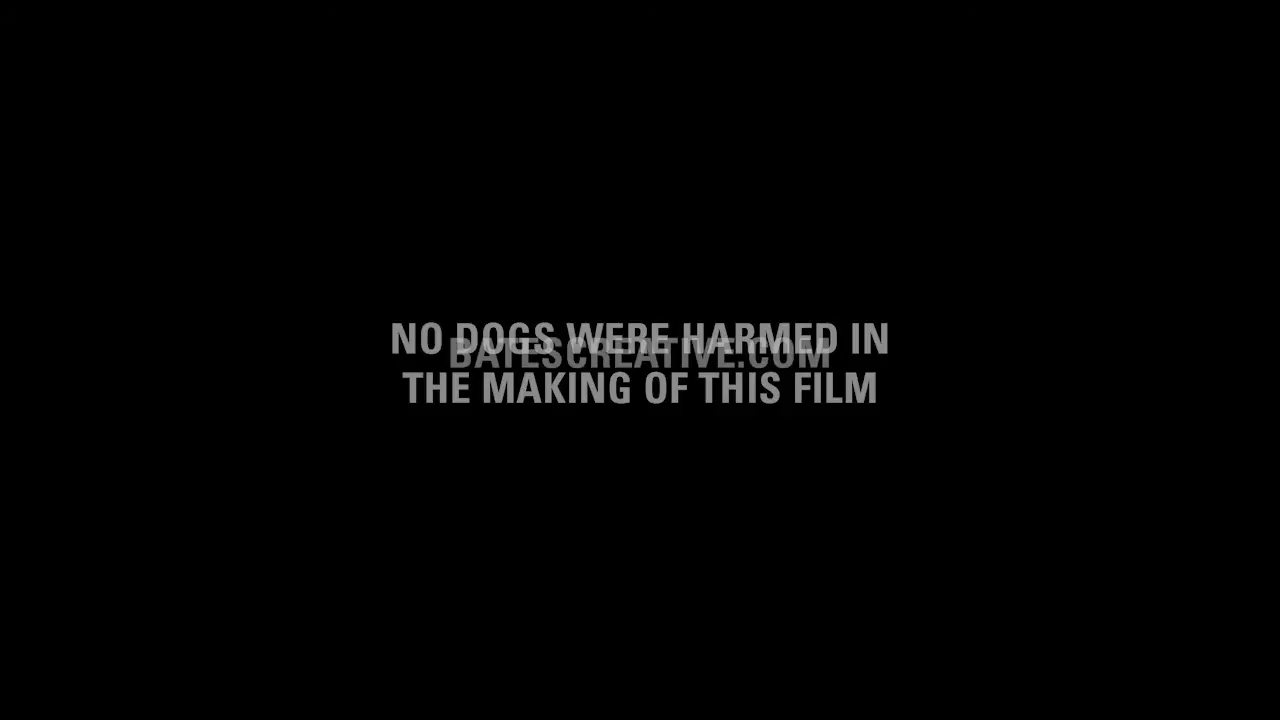 NO DOGS WERE HARMED IN
BATESCREATIVE.COM
THE MAKING OF THIS FILM